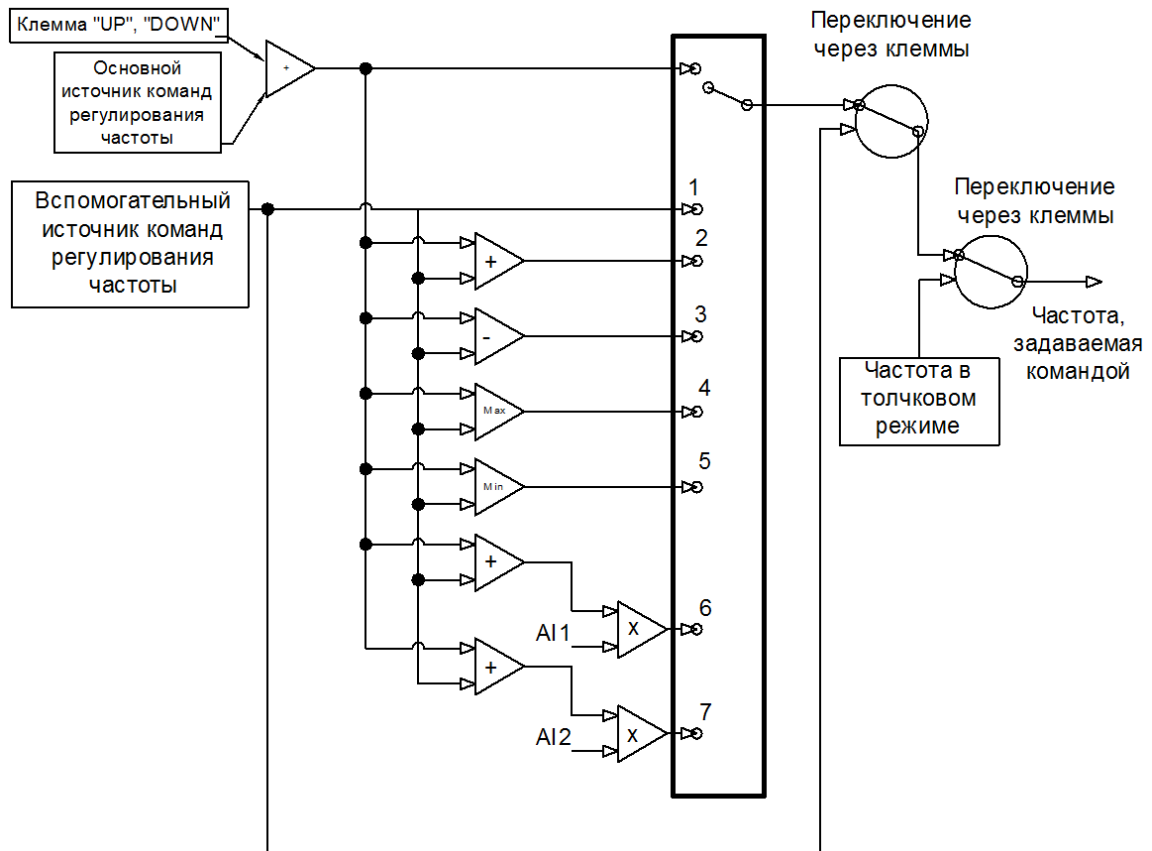 Клемма "UP", "DOWN"
Основной
источник команд
регулирования
частоты
+
Переключение
через клеммы
Вспомогательный
источник команд
регулирования
частоты
1
2
+
3
-
4
Max
5
Min
+
6
AI1
X
+
7
AI2
X
Переключение
через клеммы
Частота,
задаваемая
командой
Частота в
толчковом
режиме